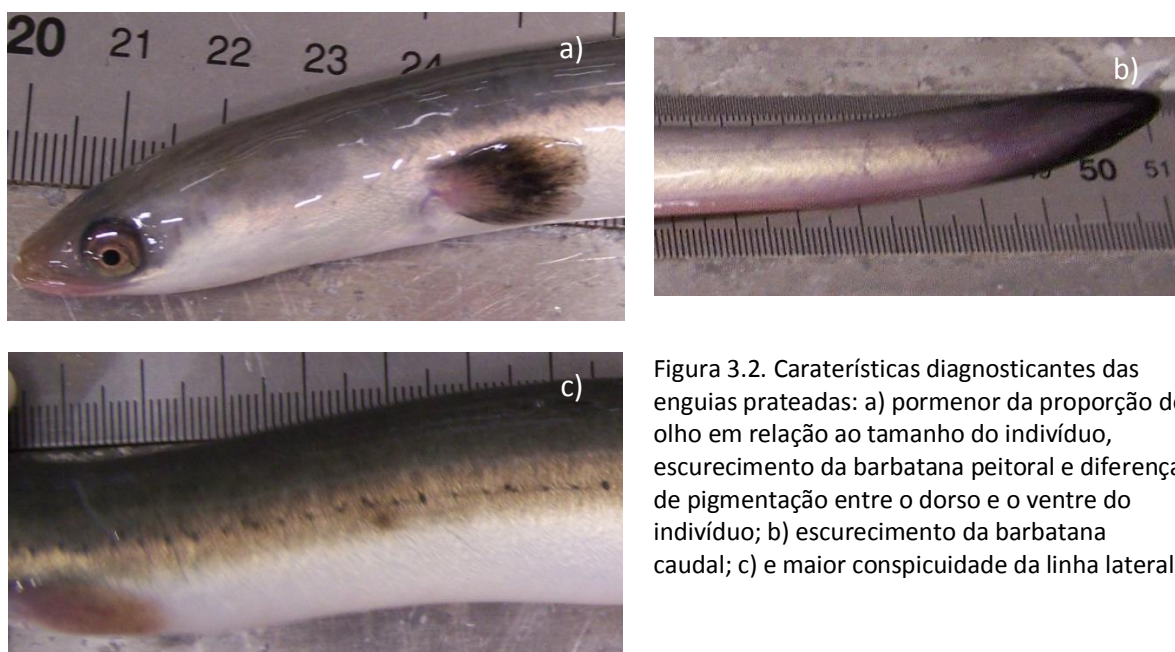 20 21 22 23 24
a)
b)
50 51
c)
Figura 3.2. Caraterísticas diagnosticantes das
enguias prateadas: a) pormenor da proporção do
olho em relação ao tamanho do indivíduo,
escurecimento da barbatana peitoral e diferença
de pigmentação entre o dorso e o ventre do
indivíduo; b) escurecimento da barbatana
caudal; c) e maior conspicuidade da linha lateral